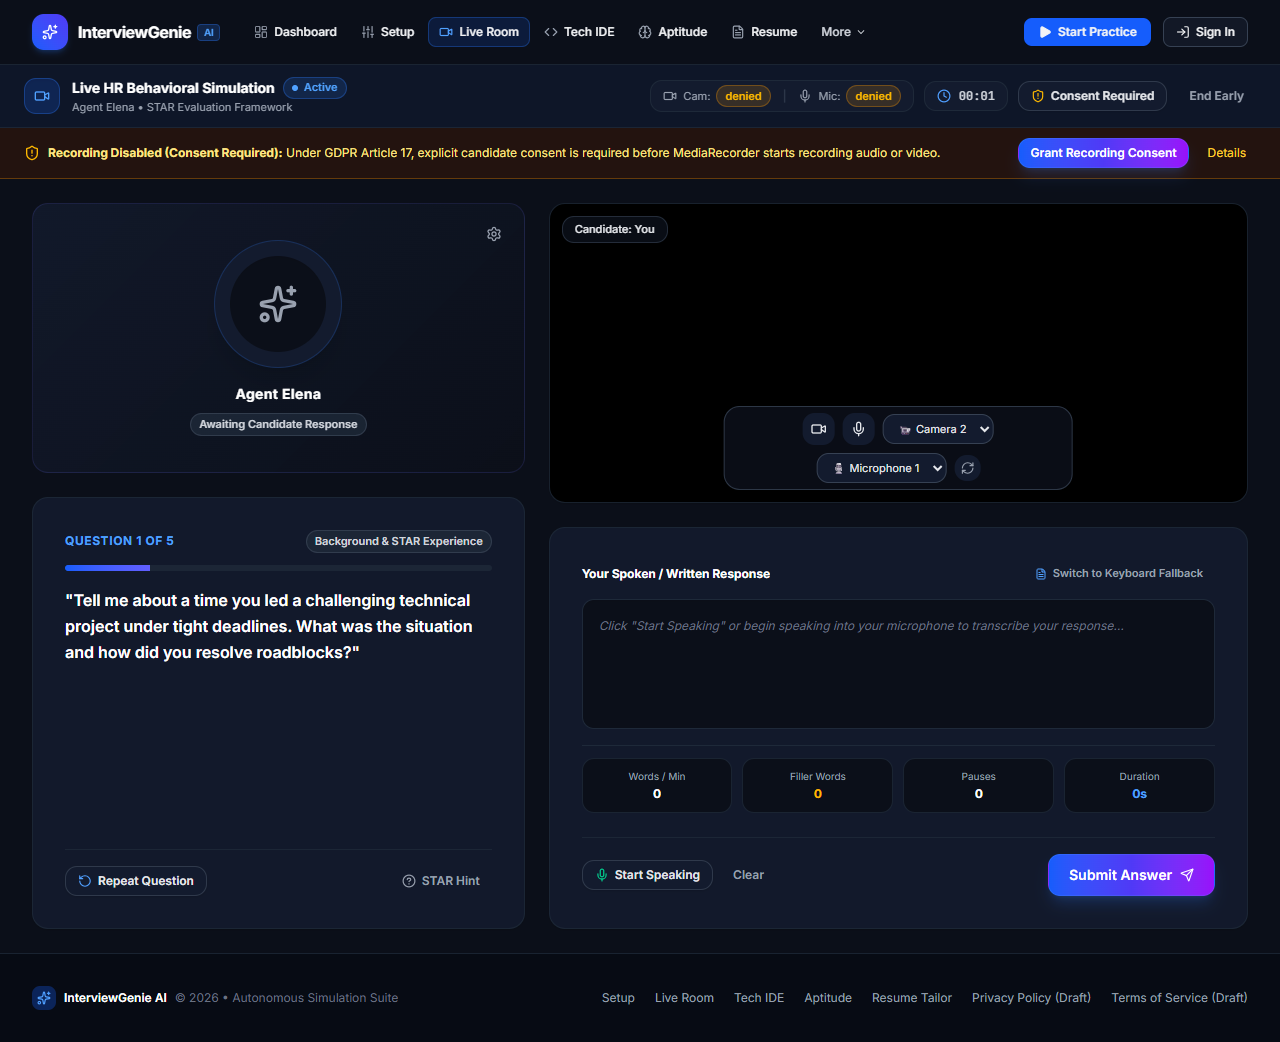 InterviewGenie AI
Dashboard
Setup
Live Room
Tech IDE
Aptitude
Resume
More
Start Practice
Sign In
Live HR Behavioral Simulation
Active
Agent Elena • STAR Evaluation Framework
Cam: denied
Mic: denied
00:01
Consent Required
End Early
Recording Disabled (Consent Required): Under GDPR Article 17, explicit candidate consent is required before MediaRecorder starts recording audio or video.
Grant Recording Consent
Details
Agent Elena
Awaiting Candidate Response
Candidate: You
Camera 2
Microphone 1
QUESTION 1 OF 5
Background & STAR Experience
"Tell me about a time you led a challenging technical
project under tight deadlines. What was the situation
and how did you resolve roadblocks?"
Repeat Question
STAR Hint
Your Spoken / Written Response
Switch to Keyboard Fallback
Click "Start Speaking" or begin speaking into your microphone to transcribe your response...
Words / Min
0
Filler Words
0
Pauses
0
Duration
0s
Start Speaking
Clear
Submit Answer
InterviewGenie AI © 2026 • Autonomous Simulation Suite
Setup
Live Room
Tech IDE
Aptitude
Resume Tailor
Privacy Policy (Draft)
Terms of Service (Draft)